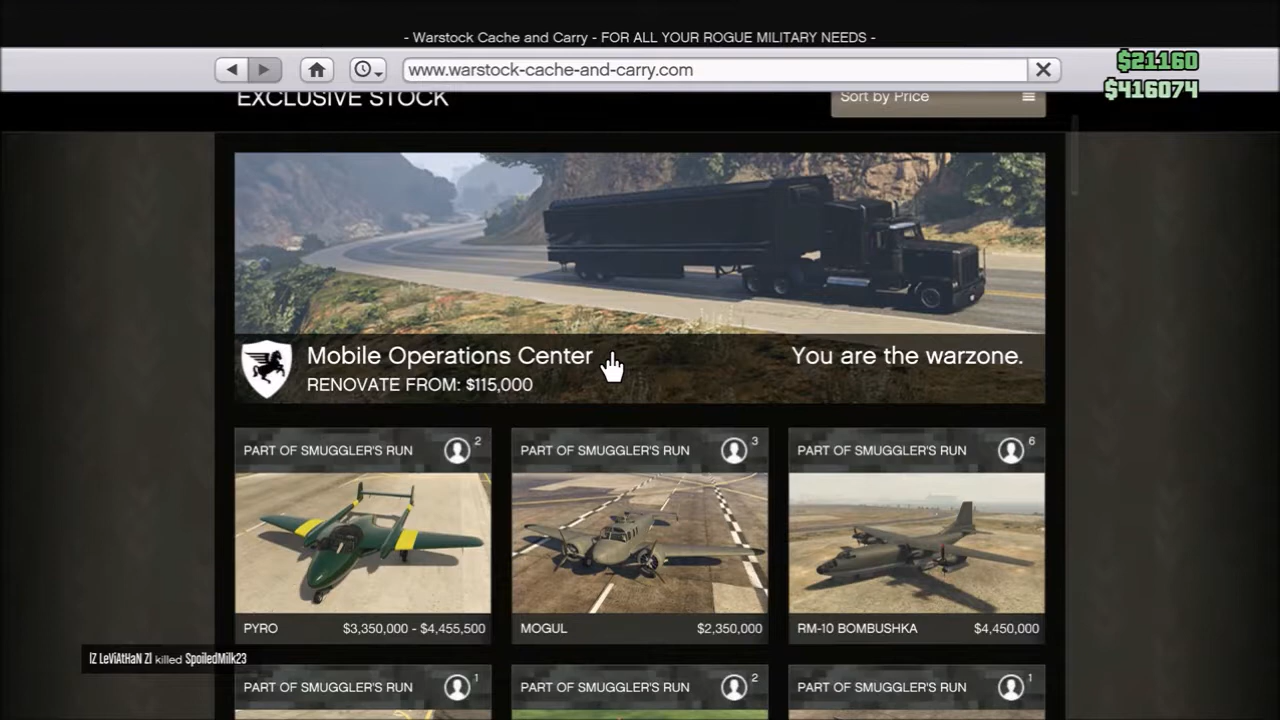 - Warstock Cache and Carry - FOR ALL YOUR ROGUE MILITARY NEEDS -
www.warstock-cache-and-carry.com
$21160
$416074
EXCLUSIVE STOCK
Sort by Price
Mobile Operations Center
You are the warzone.
RENOVATE FROM: $115,000
PART OF SMUGGLER'S RUN 2
PART OF SMUGGLER'S RUN 3
PART OF SMUGGLER'S RUN 6
PYRO $3,350,000 - $4,455,500
MOGUL $2,350,000
RM-10 BOMBUSHKA $4,450,000
lZ LeViAtHaN Zl killed SpoiledMilk23
PART OF SMUGGLER'S RUN 1
PART OF SMUGGLER'S RUN 2
PART OF SMUGGLER'S RUN 1